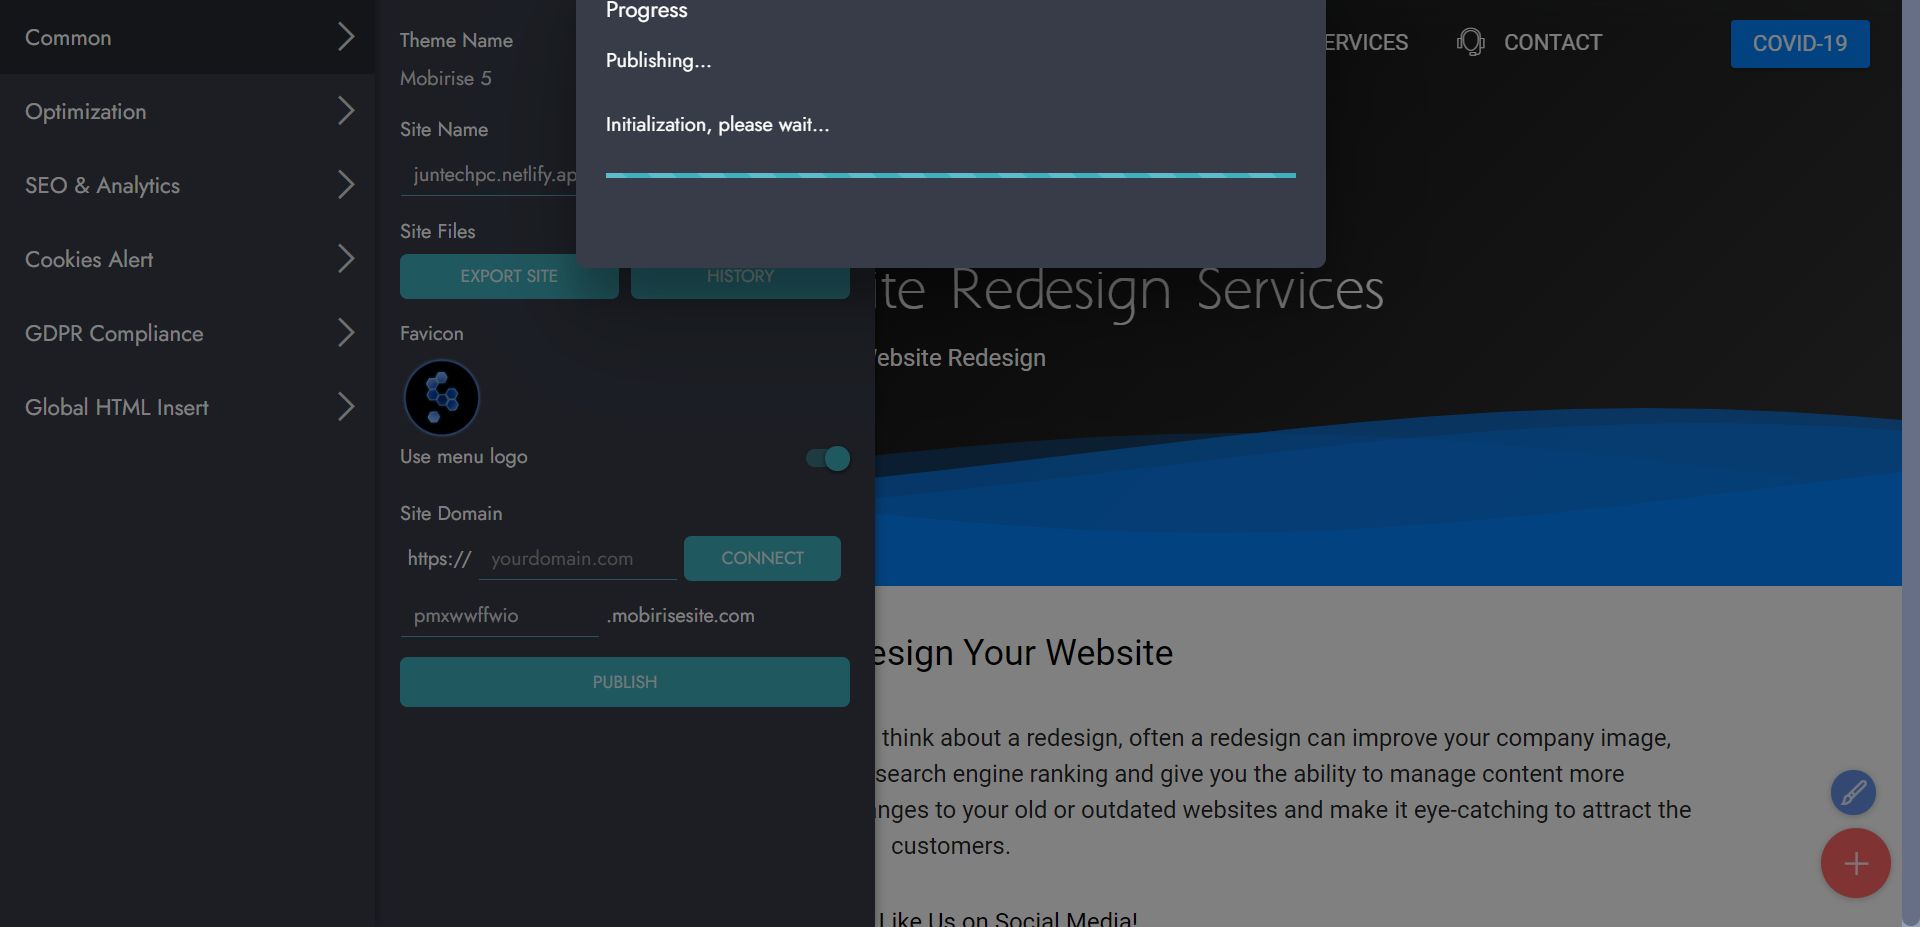 Common
Optimization
SEO & Analytics
Cookies Alert
GDPR Compliance
Global HTML Insert
Theme Name
Mobirise 5
Site Name
juntechpc.netlify.ap
Site Files
EXPORT SITE
HISTORY
Favicon
Use menu logo
Site Domain
https:// yourdomain.com CONNECT
pmxwwffwio .mobirisesite.com
PUBLISH
Progress
Publishing...
Initialization, please wait...
ERVICES CONTACT COVID-19
ite Redesign Services
ebsite Redesign
esign Your Website
think about a redesign, often a redesign can improve your company image,
search engine ranking and give you the ability to manage content more
nges to your old or outdated websites and make it eye-catching to attract the
customers.
Like Us on Social Media!